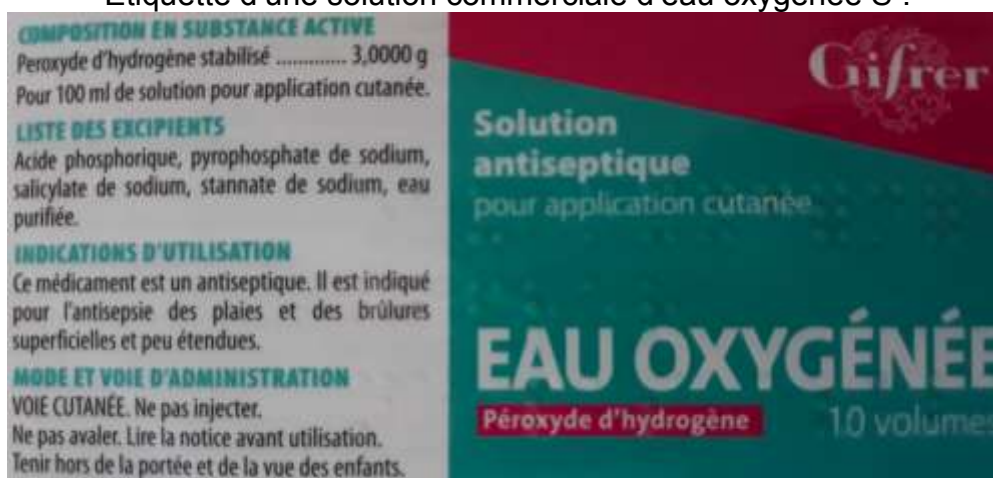 Etiquette d'une solution commerciale d'eau oxygénée S :
COMPOSITION EN SUBSTANCE ACTIVE
Peroxyde d'hydrogène stabilisé .............. 3,0000 g
Pour 100 ml de solution pour application cutanée.
LISTE DES EXCIPIENTS
Acide phosphorique, pyrophosphate de sodium,
salicylate de sodium, stannate de sodium, eau
purifiée.
INDICATIONS D'UTILISATION
Ce médicament est un antiseptique. Il est indiqué
pour l'antisepsie des plaies et des brûlures
superficielles et peu étendues.
MODE ET VOIE D'ADMINISTRATION
VOIE CUTANÉE. Ne pas injecter.
Ne pas avaler. Lire la notice avant utilisation.
Tenir hors de la portée et de la vue des enfants.
Gifrer
Solution
antiseptique
pour application cutanée
EAU OXYGÉNÉE
Péroxyde d'hydrogène
10 volumes